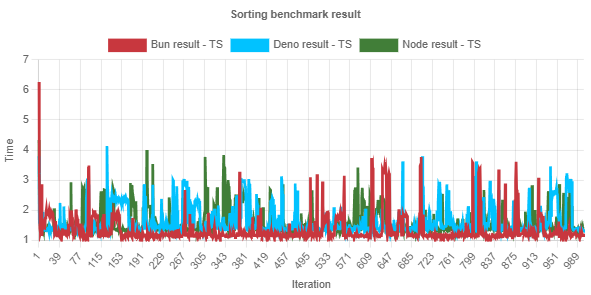 Sorting benchmark result
Bun result - TS Deno result - TS Node result - TS
7
6
5
4
3
2
1
Time
1 39 77 115 153 191 229 267 305 343 381 419 457 495 533 571 609 647 685 723 761 799 837 875 913 951 989
Iteration